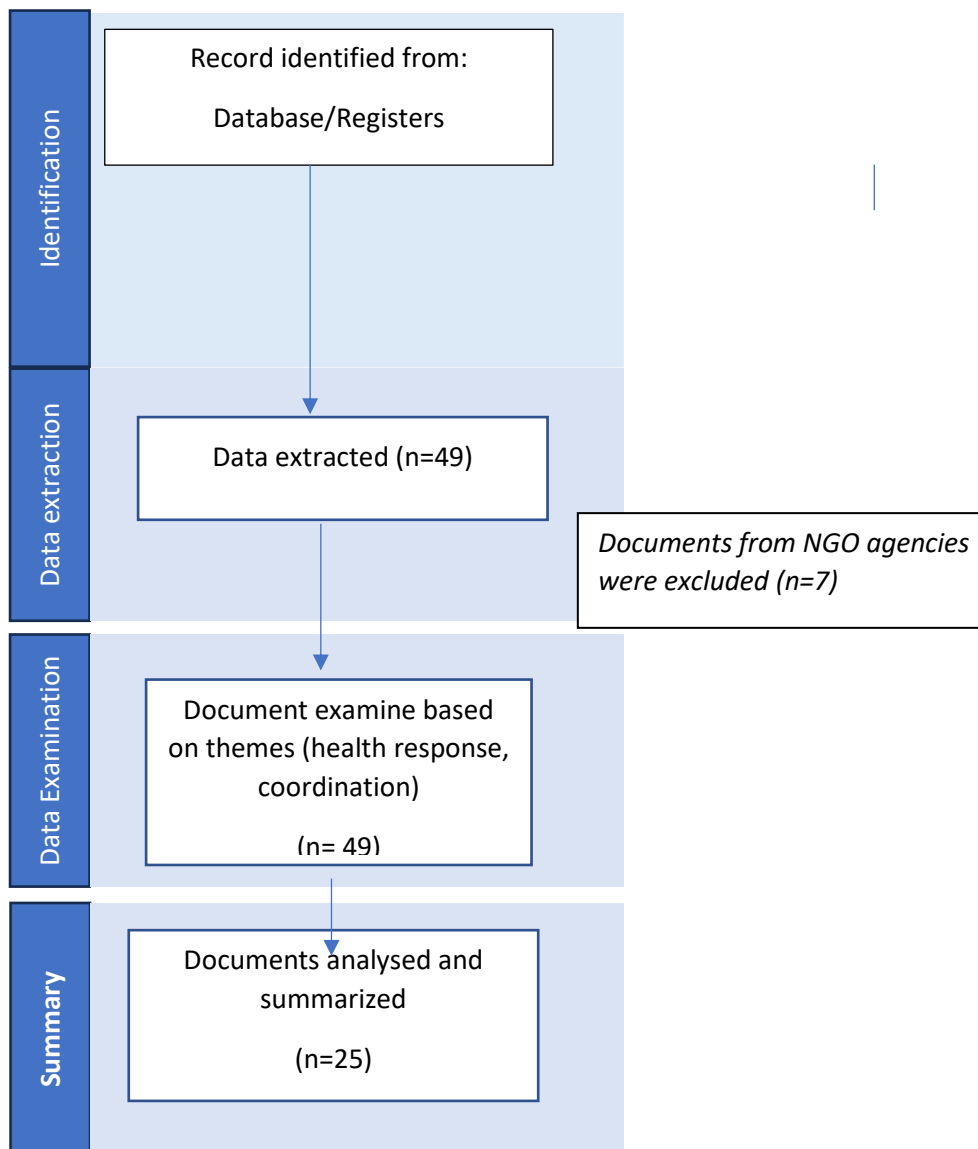 Identification
Record identified from:
Database/Registers
Data extraction
Data extracted (n=49)
Documents from NGO agencies
were excluded (n=7)
Data Examination
Document examine based
on themes (health response,
coordination)
(n= 49)
Summary
Documents analysed and
summarized
(n=25)